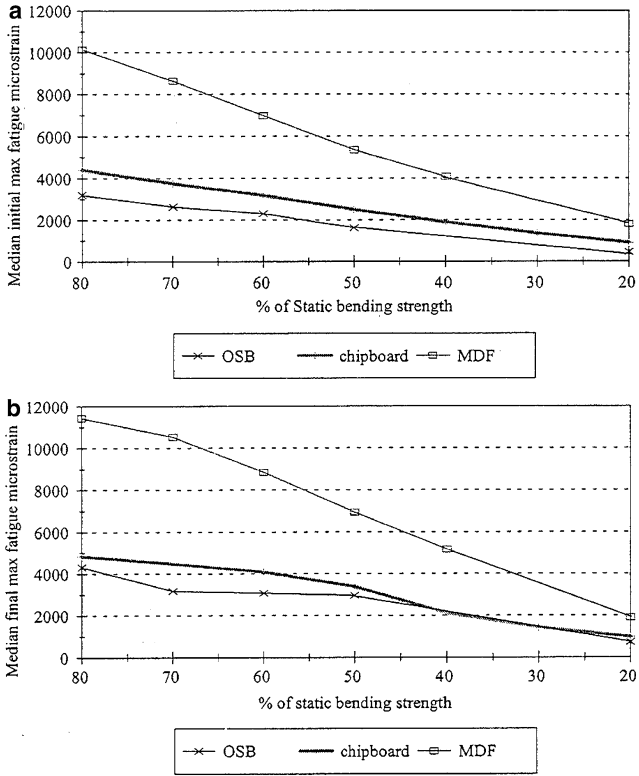 a
Median initial max fatigue microstrain
12000
10000
8000
6000
4000
2000
0
80 70 60 50 40 30 20
% of Static bending strength
OSB chipboard MDF
b
Median final max fatigue microstrain
12000
10000
8000
6000
4000
2000
0
80 70 60 50 40 30 20
% of static bending strength
OSB chipboard MDF